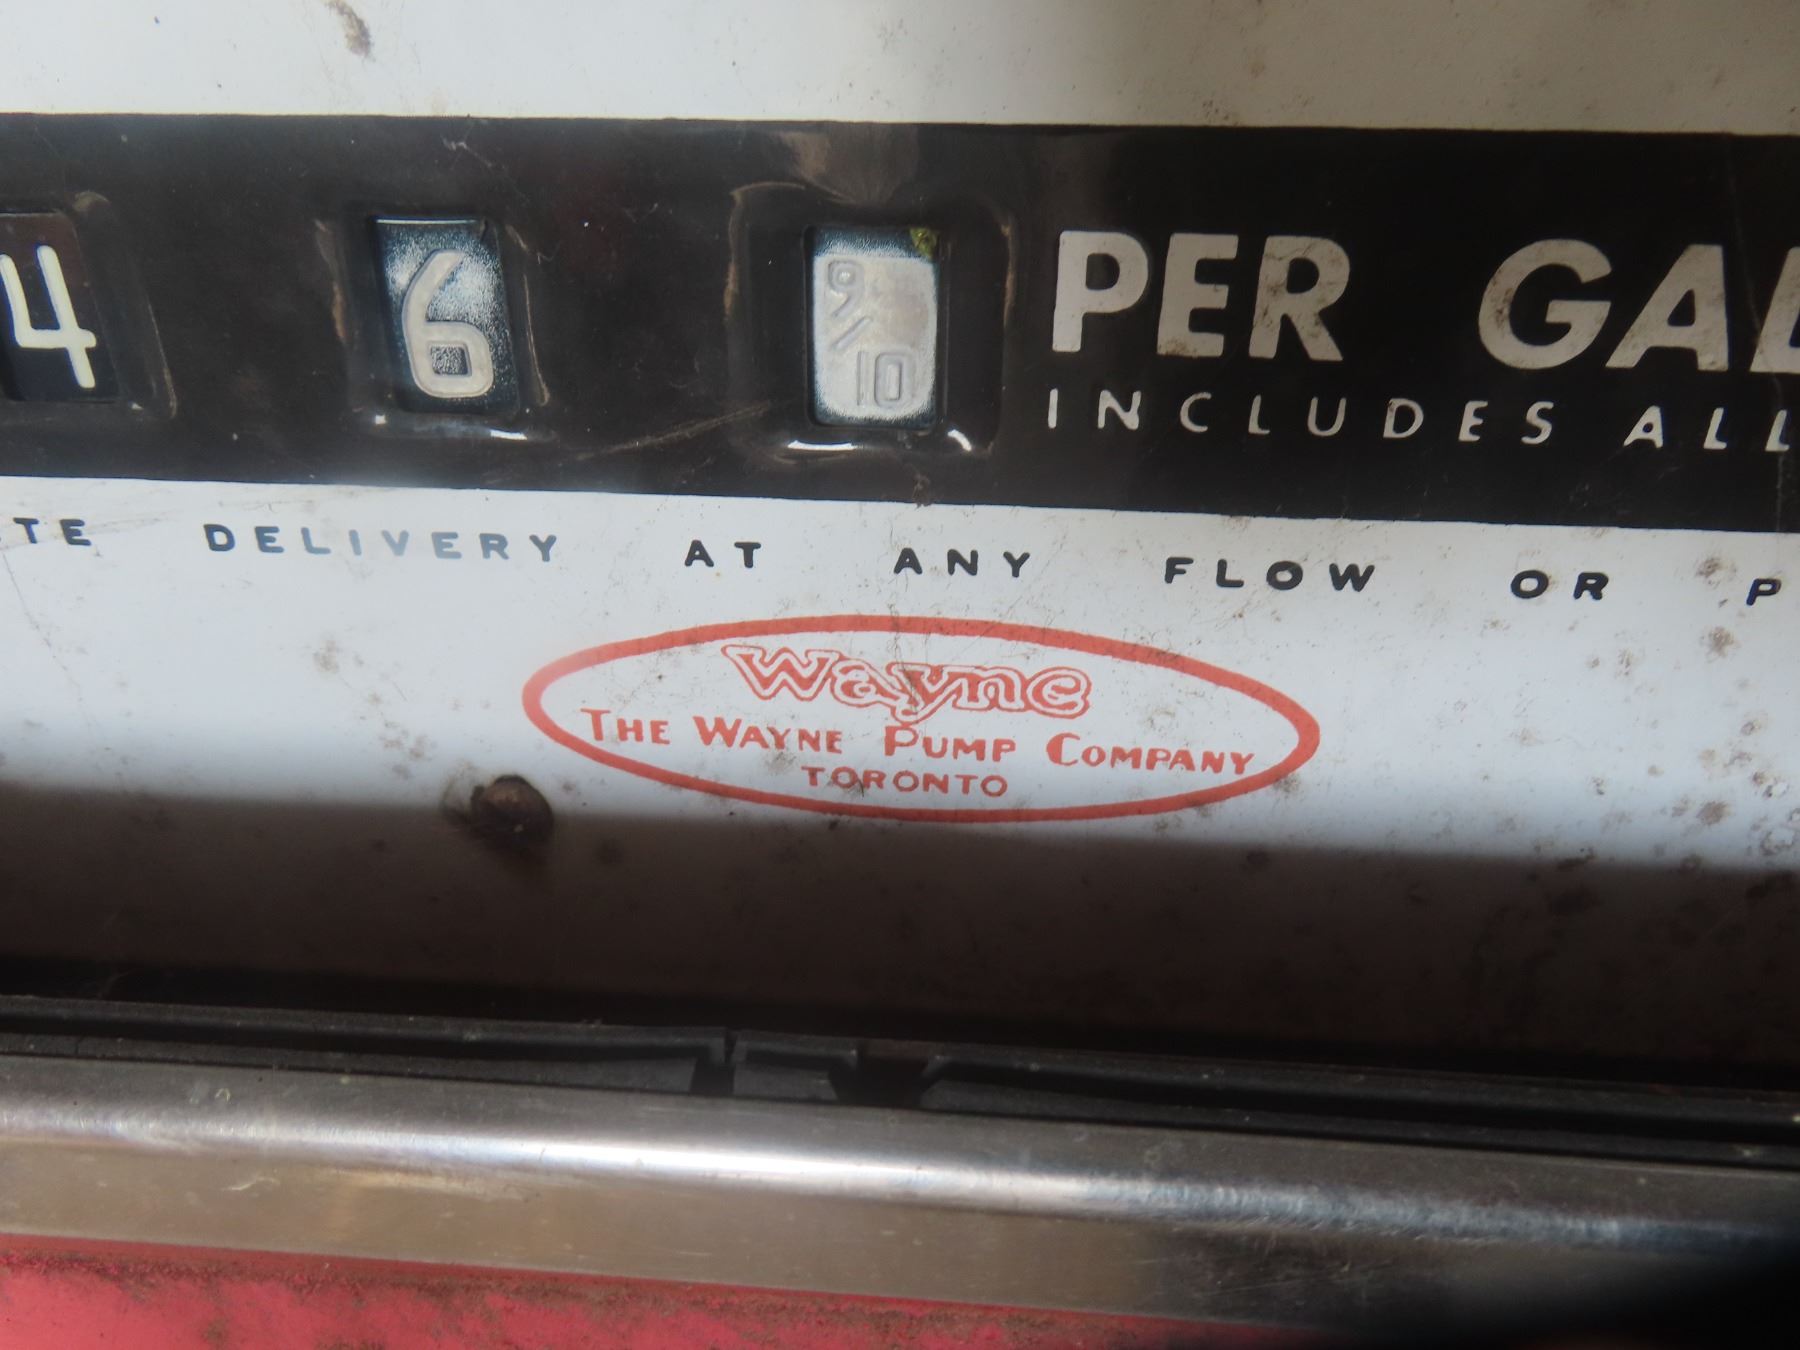 4 6 9/10 PER GAL
INCLUDES ALL
TE DELIVERY AT ANY FLOW OR P
Wayne
THE WAYNE PUMP COMPANY
TORONTO